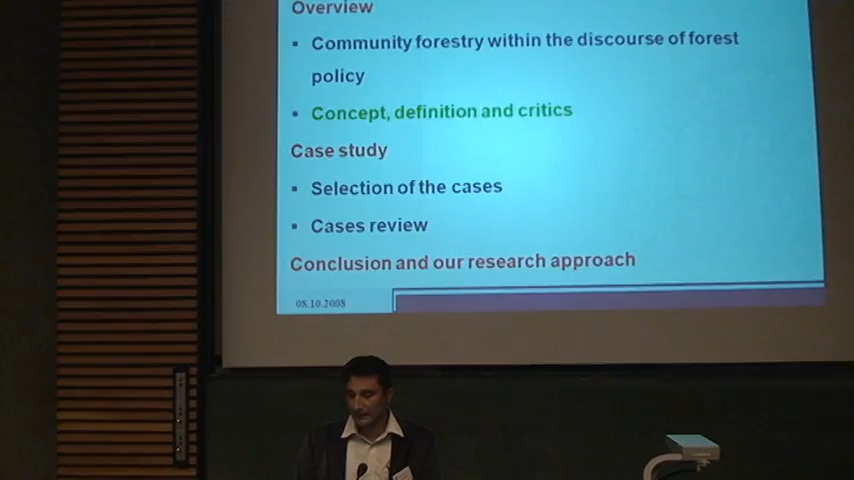 Overview
▪ Community forestry within the discourse of forest
policy
▪ Concept, definition and critics
Case study
▪ Selection of the cases
▪ Cases review
Conclusion and our research approach
08.10.2008